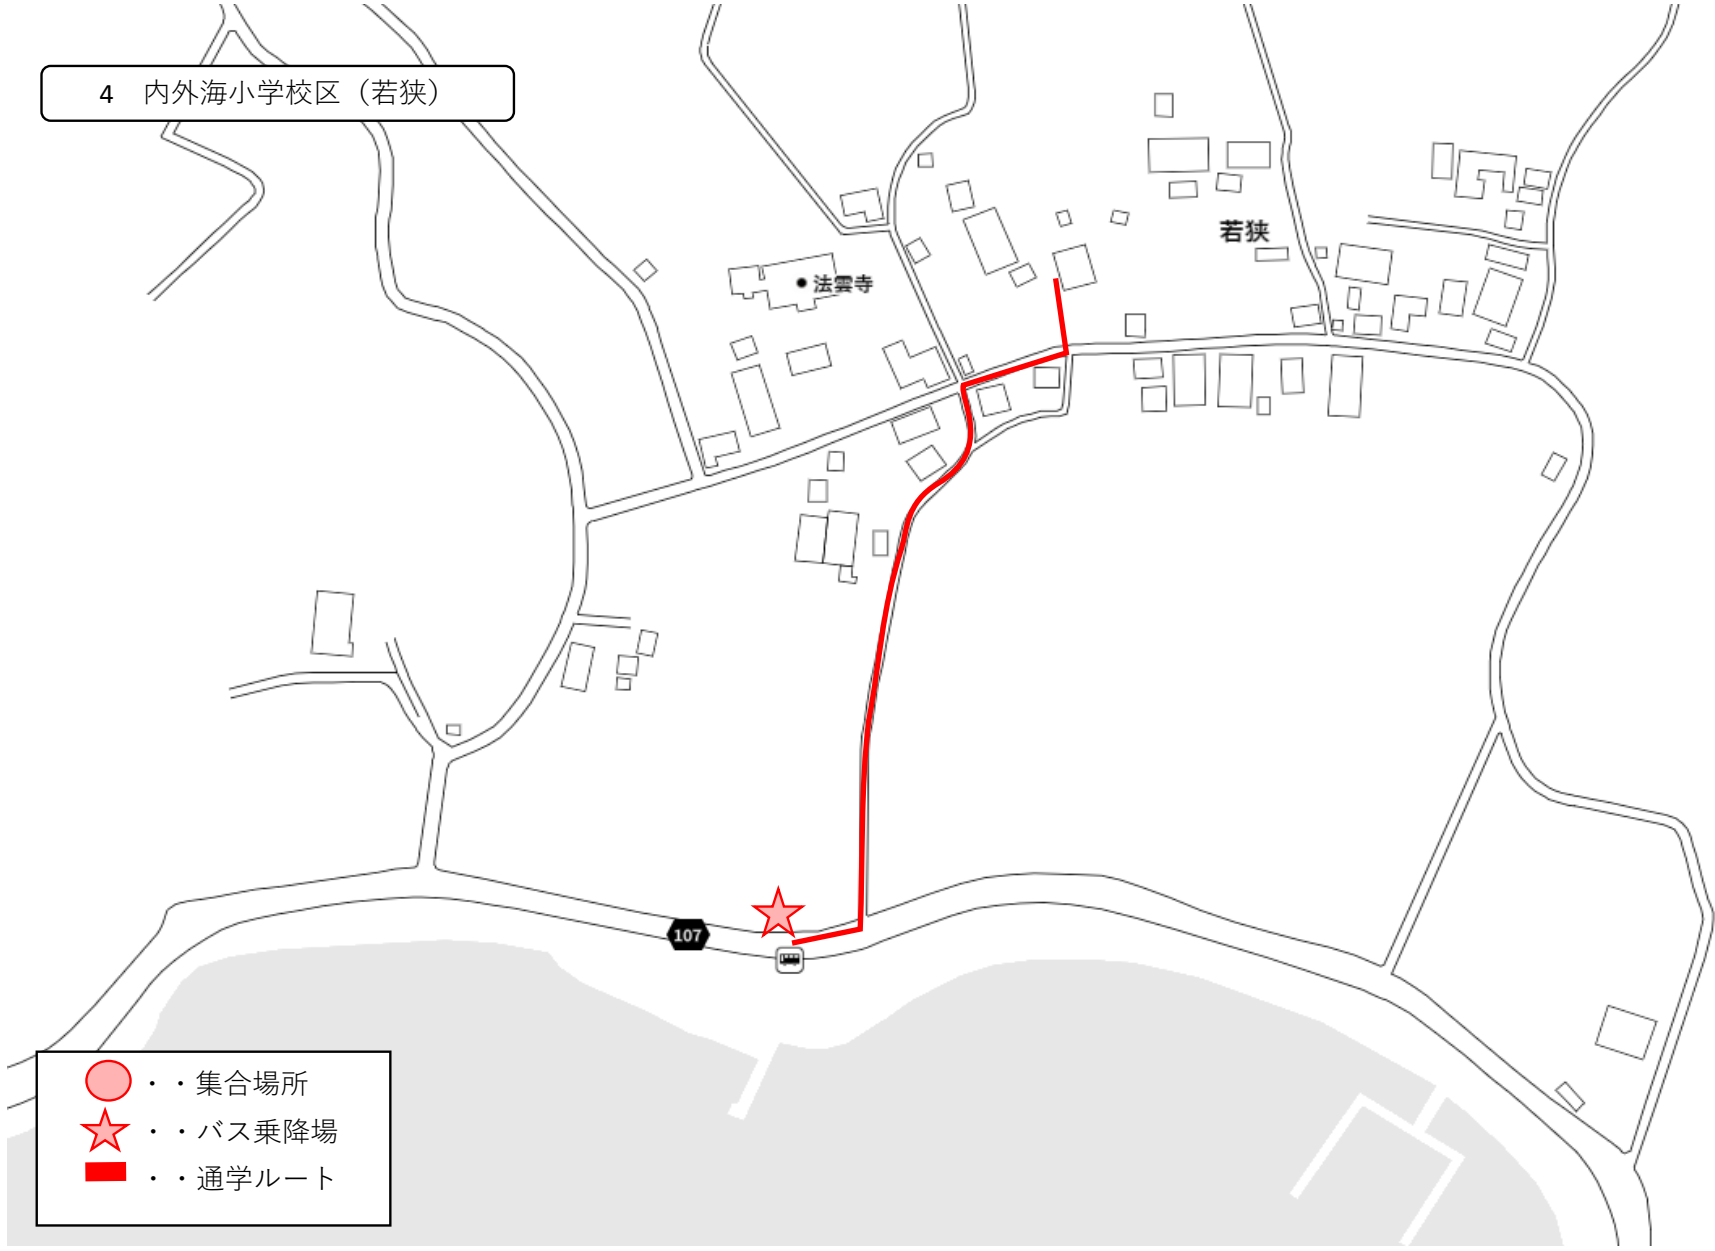 4　内外海小学校区（若狭）
若狭
法雲寺
107
・・集合場所
・・バス乗降場
・・通学ルート